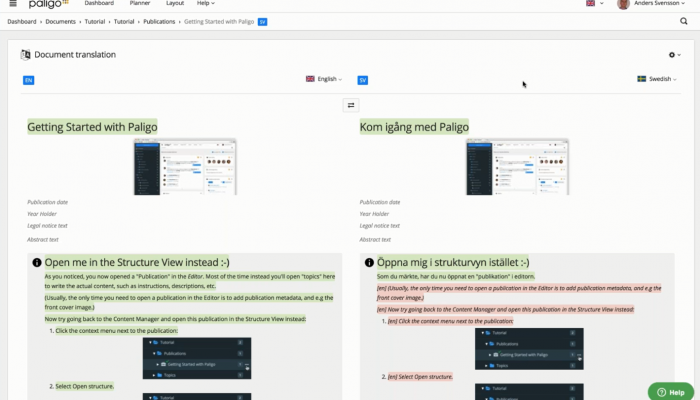 paligo
Dashboard Planner Layout Help
Anders Svensson
Dashboard > Documents > Tutorial > Tutorial > Publications > Getting Started with Paligo SV
Document translation
EN English SV Swedish
Getting Started with Paligo
Publication date
Year Holder
Legal notice text
Abstract text
Open me in the Structure View instead :-)
As you noticed, you now opened a "Publication" in the Editor. Most of the time instead you'll open "topics" here
to write the actual content, such as instructions, descriptions, etc.
(Usually, the only time you need to open a publication in the Editor is to add publication metadata, and e.g the
front cover image.)
Now try going back to the Content Manager and open this publication in the Structure View instead:
1. Click the context menu next to the publication:
Tutorial
Publications
Getting Started with Paligo
Topics
2. Select Open structure.
Tutorial
Kom igång med Paligo
Publication date
Year Holder
Legal notice text
Abstract text
Öppna mig i strukturvyn istället :-)
Som du märkte, har du nu öppnat en "publikation" i editorn.
[en] (Usually, the only time you need to open a publication in the Editor is to add publication metadata, and e.g the
front cover image.)
[en] Now try going back to the Content Manager and open this publication in the Structure View instead:
1. [en] Click the context menu next to the publication:
Tutorial
Publications
Getting Started with Paligo
Topics
2. [en] Select Open structure.
Tutorial
Help